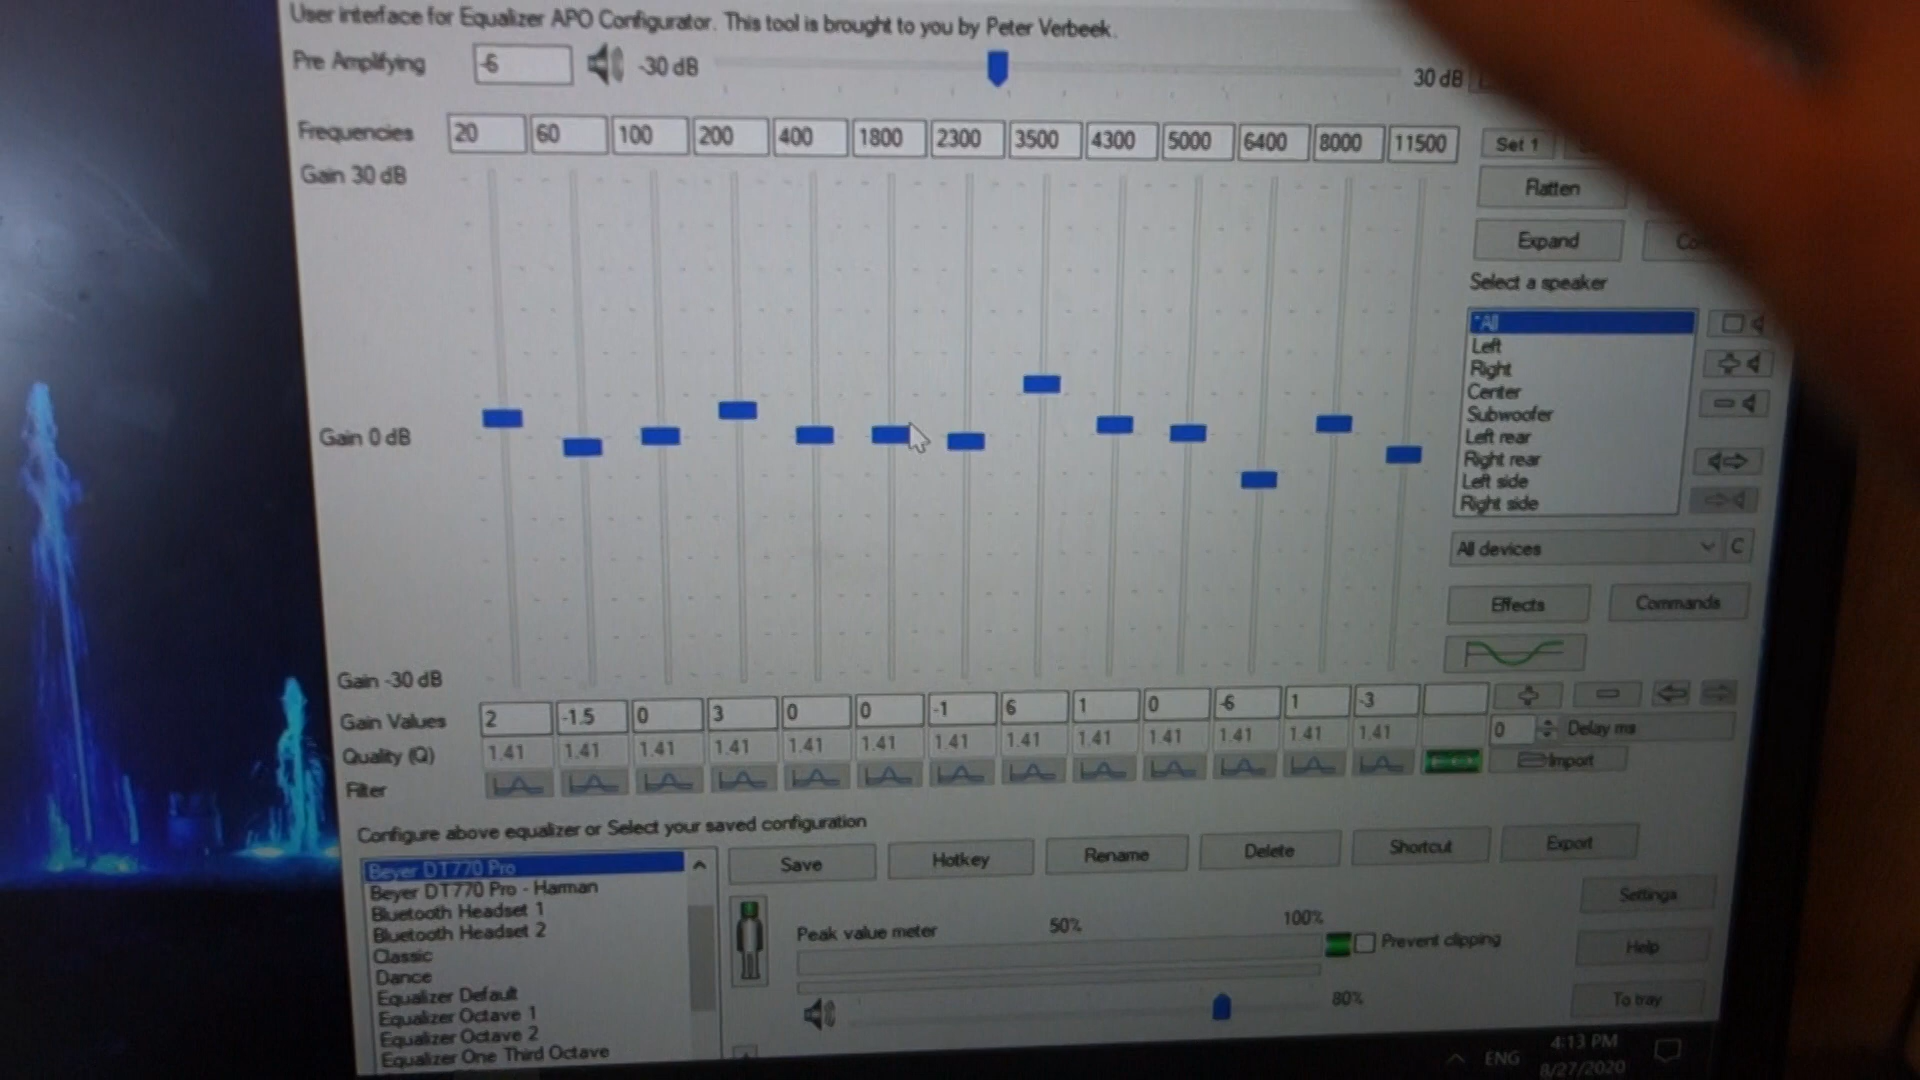 User interface for Equalizer APO Configurator. This tool is brought to you by Peter Verbeek.
Pre Amplifying -6 -30 dB 30 dB
Frequencies 20 60 100 200 400 1800 2300 3500 4300 5000 6400 8000 11500 Set 1
Gain 30 dB
Flatten
Expand
Select a speaker
*All
Left
Right
Center
Subwoofer
Gain 0 dB
Left rear
Right rear
Left side
Right side
All devices C
Effects Commands
Gain -30 dB
Gain Values 2 -1.5 0 3 0 0 -1 6 1 0 -6 1 -3
Quality (Q) 1.41 1.41 1.41 1.41 1.41 1.41 1.41 1.41 1.41 1.41 1.41 1.41 1.41 0 Delay ms
Filter Import
Configure above equalizer or Select your saved configuration
Save Hotkey Rename Delete Shortcut Export
Beyer DT770 Pro
Beyer DT770 Pro - Harman
Bluetooth Headset 1
Bluetooth Headset 2
Classic
Dance
Equalizer Default
Equalizer Octave 1
Equalizer Octave 2
Equalizer One Third Octave
Peak value meter 50% 100% Prevent clipping
80%
Settings
Help
To tray
ENG 4:13 PM
8/27/2020